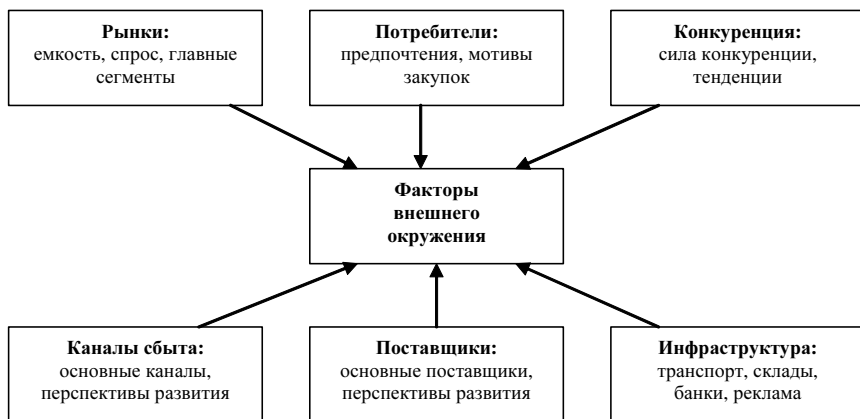 Рынки:
емкость, спрос, главные
сегменты
Потребители:
предпочтения, мотивы
закупок
Конкуренция:
сила конкуренции,
тенденции
Факторы
внешнего
окружения
Каналы сбыта:
основные каналы,
перспективы развития
Поставщики:
основные поставщики,
перспективы развития
Инфраструктура:
транспорт, склады,
банки, реклама